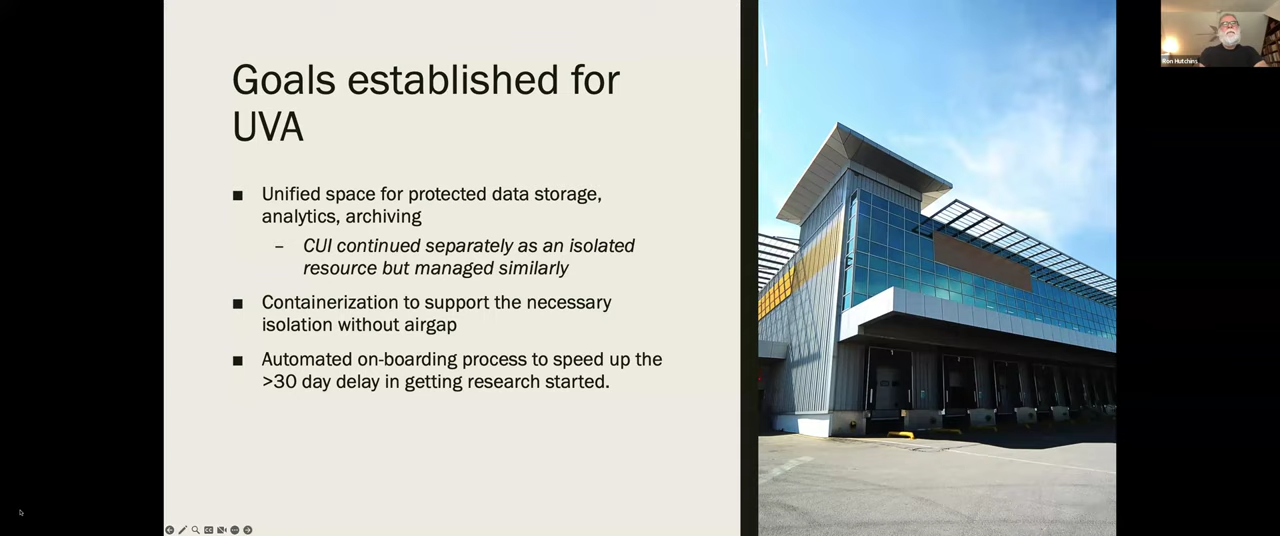 Goals established for
UVA
■ Unified space for protected data storage,
analytics, archiving
– CUI continued separately as an isolated
resource but managed similarly
■ Containerization to support the necessary
isolation without airgap
■ Automated on-boarding process to speed up the
>30 day delay in getting research started.
Ron Hutchins